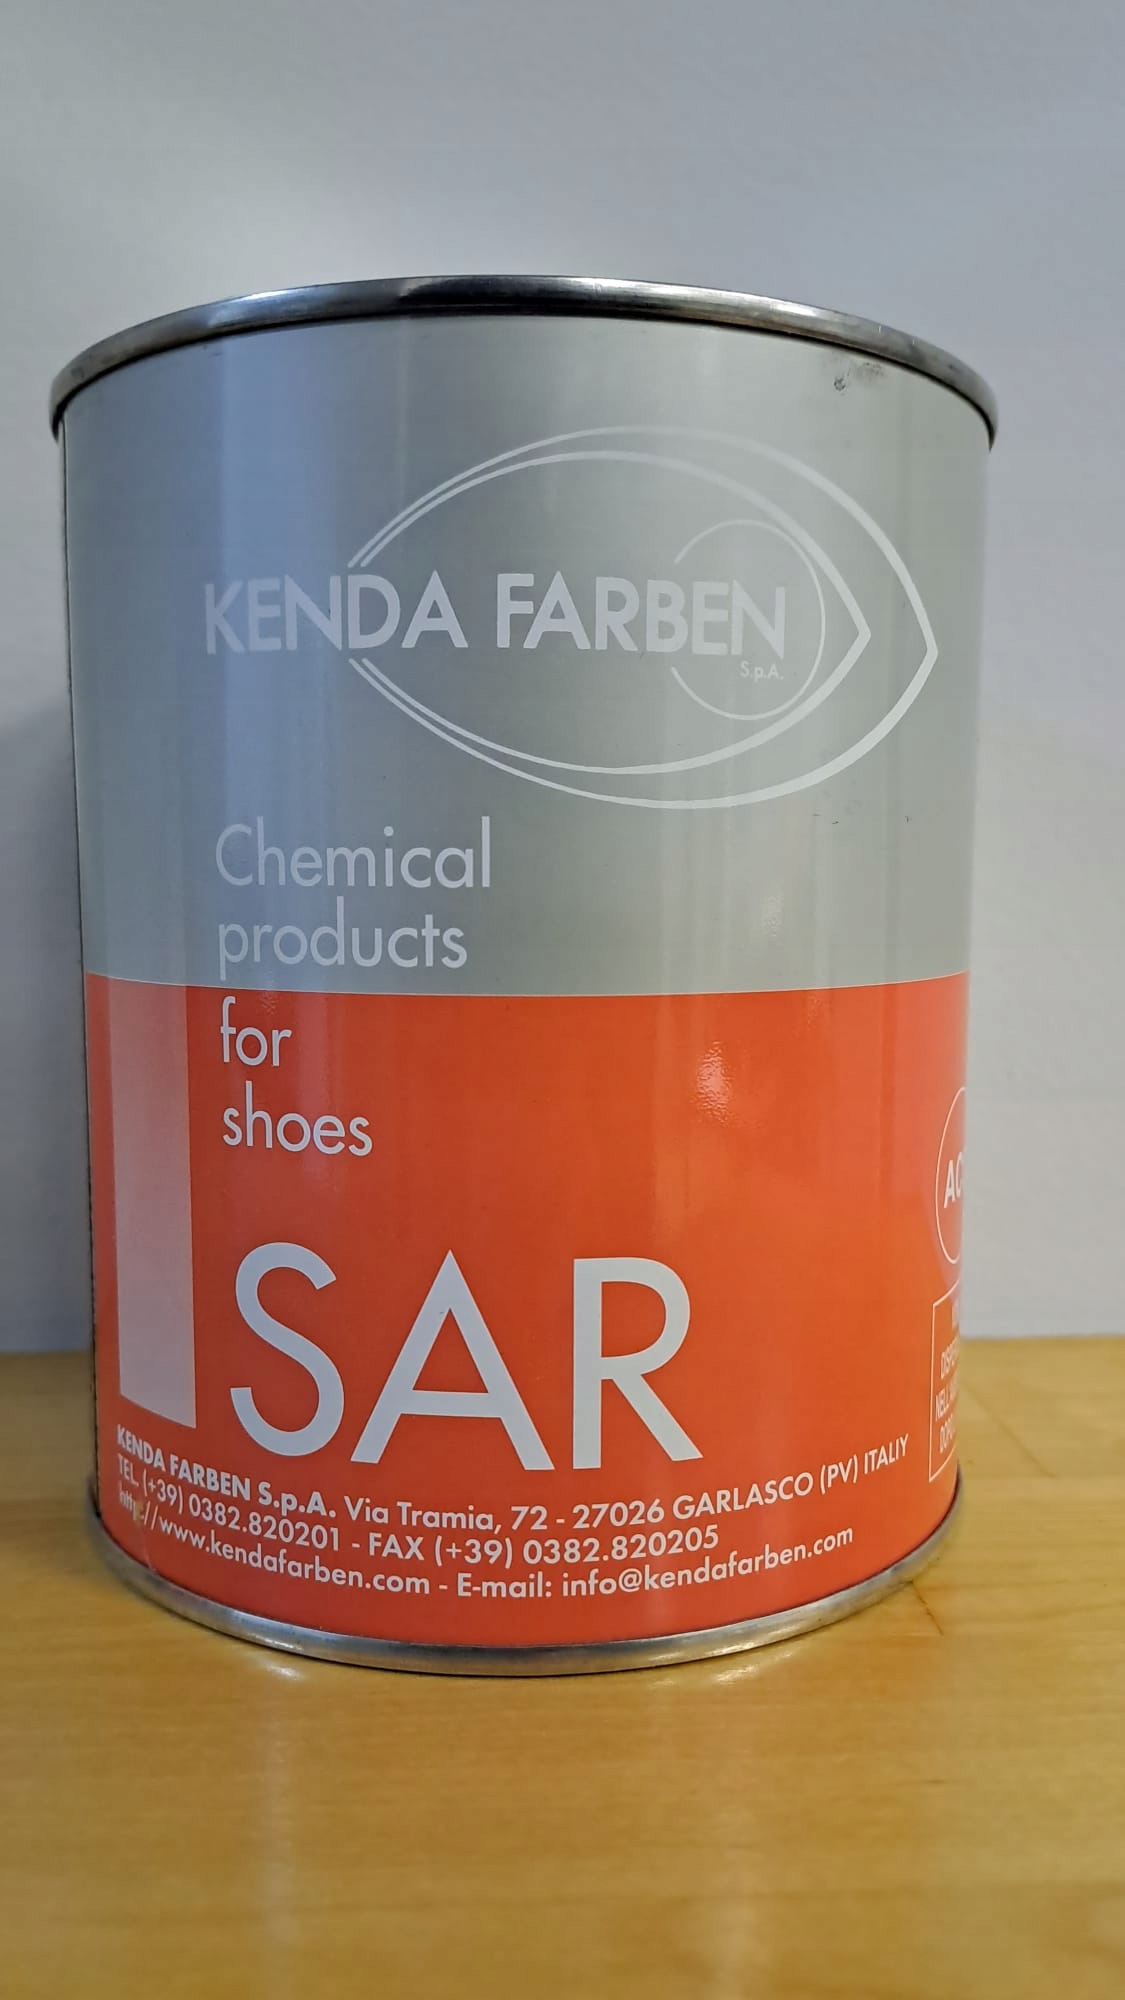 KENDA FARBEN
S.p.A.
Chemical
products
for
shoes
SAR
KENDA FARBEN S.p.A. Via Tramia, 72 - 27026 GARLASCO (PV) ITALIY
TEL. (+39) 0382.820201 - FAX (+39) 0382.820205
http://www.kendafarben.com - E-mail: info@kendafarben.com